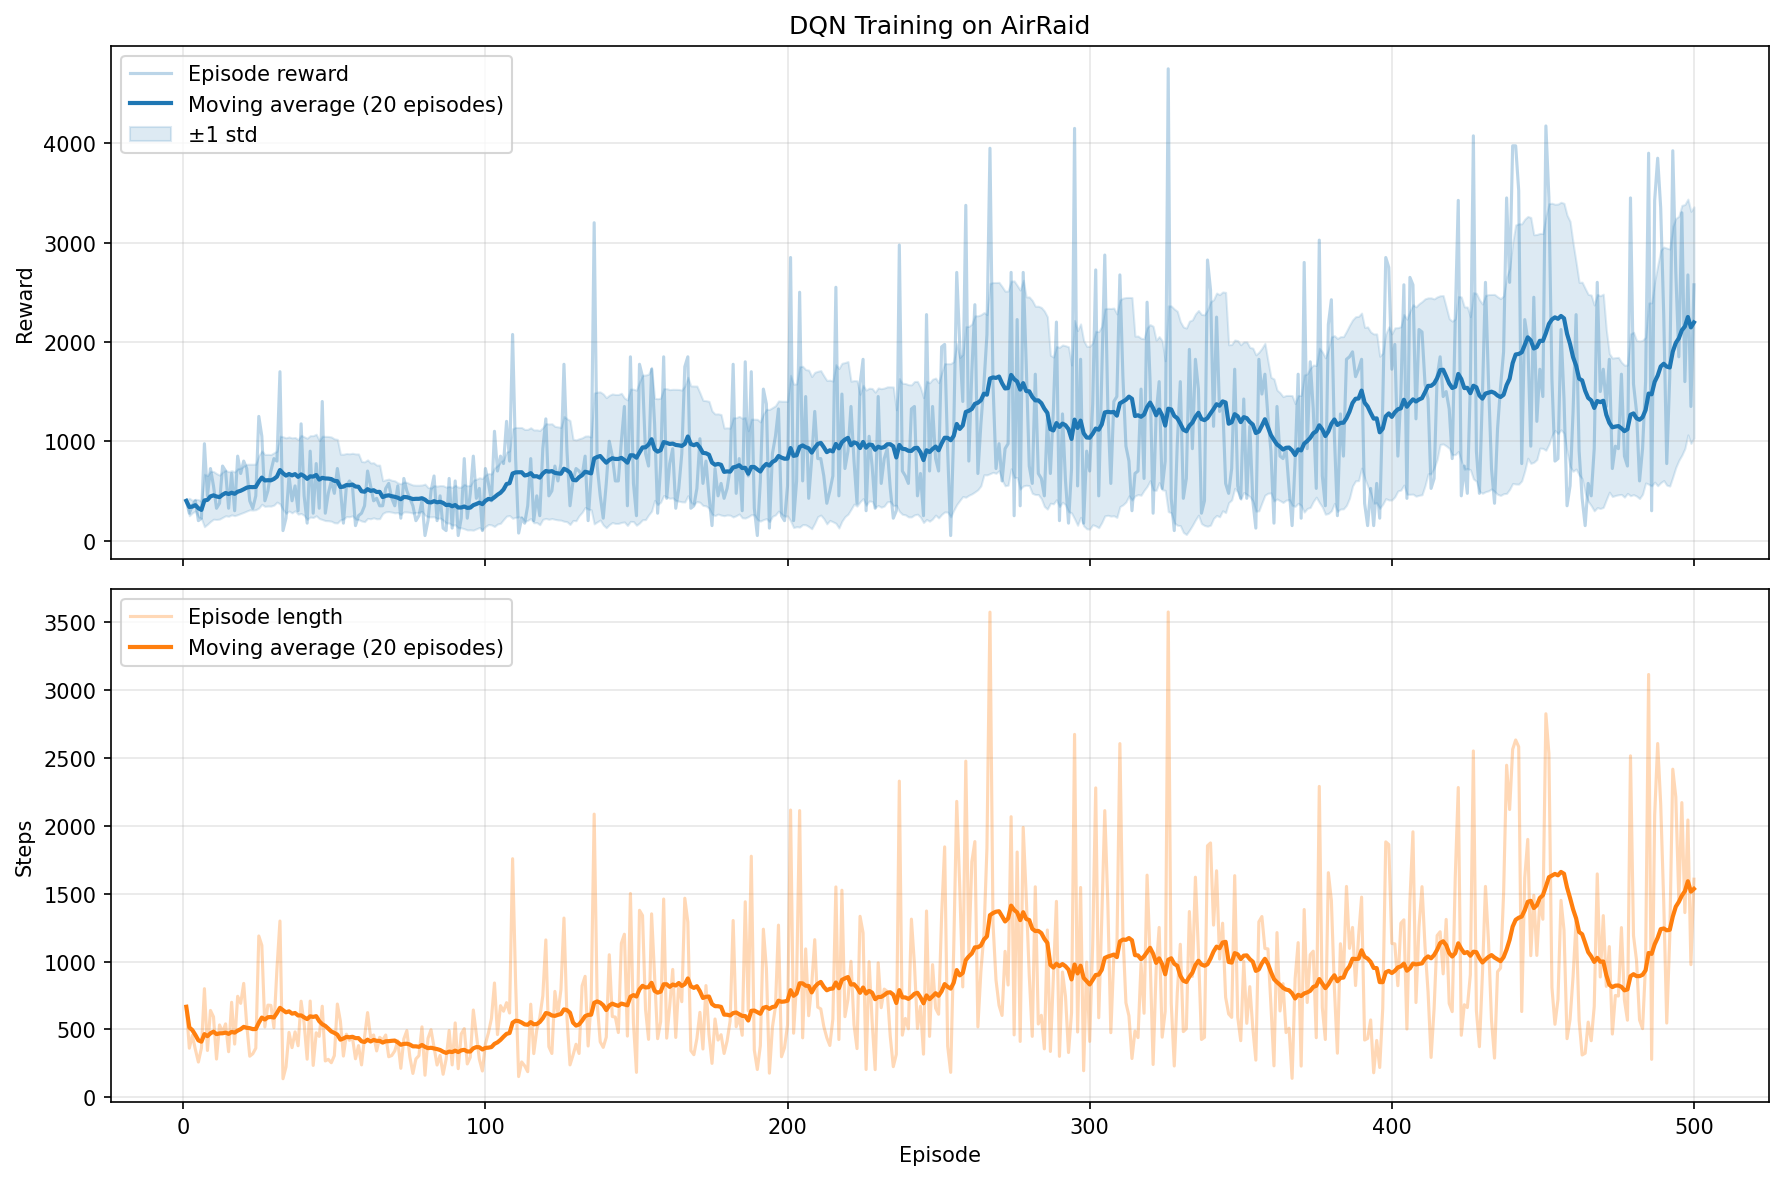 DQN Training on AirRaid
Episode reward
Moving average (20 episodes)
±1 std
4000
3000
2000
1000
0
Reward
Episode length
Moving average (20 episodes)
3500
3000
2500
2000
1500
1000
500
0
Steps
0 100 200 300 400 500
Episode